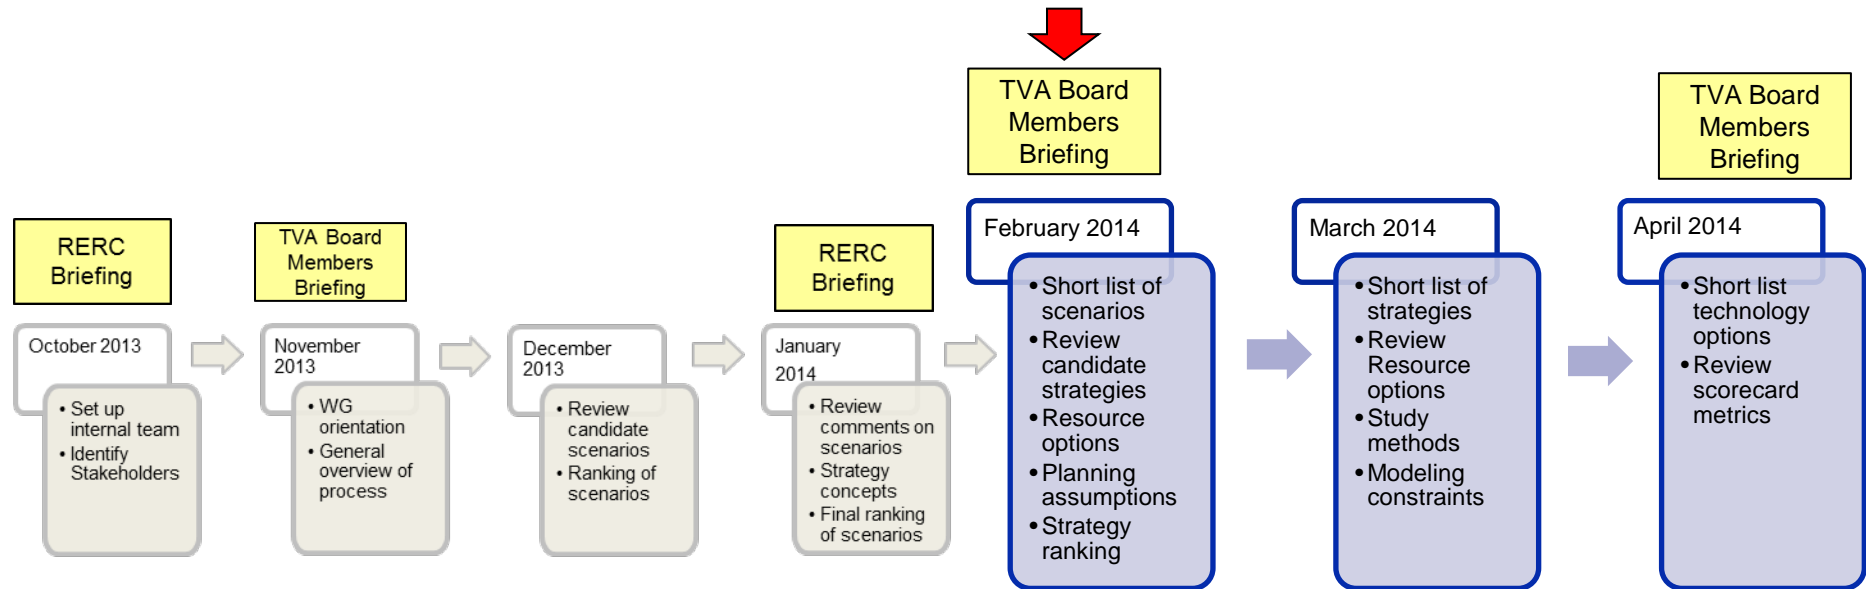 RERC
Briefing
October 2013
• Set up
internal team
• Identify
Stakeholders
TVA Board
Members
Briefing
November
2013
• WG
orientation
• General
overview of
process
December
2013
• Review
candidate
scenarios
• Ranking of
scenarios
RERC
Briefing
January
2014
• Review
comments on
scenarios
• Strategy
concepts
• Final ranking
of scenarios
TVA Board
Members
Briefing
February 2014
• Short list of
scenarios
• Review
candidate
strategies
• Resource
options
• Planning
assumptions
• Strategy
ranking
March 2014
• Short list of
strategies
• Review
Resource
options
• Study
methods
• Modeling
constraints
TVA Board
Members
Briefing
April 2014
• Short list
technology
options
• Review
scorecard
metrics